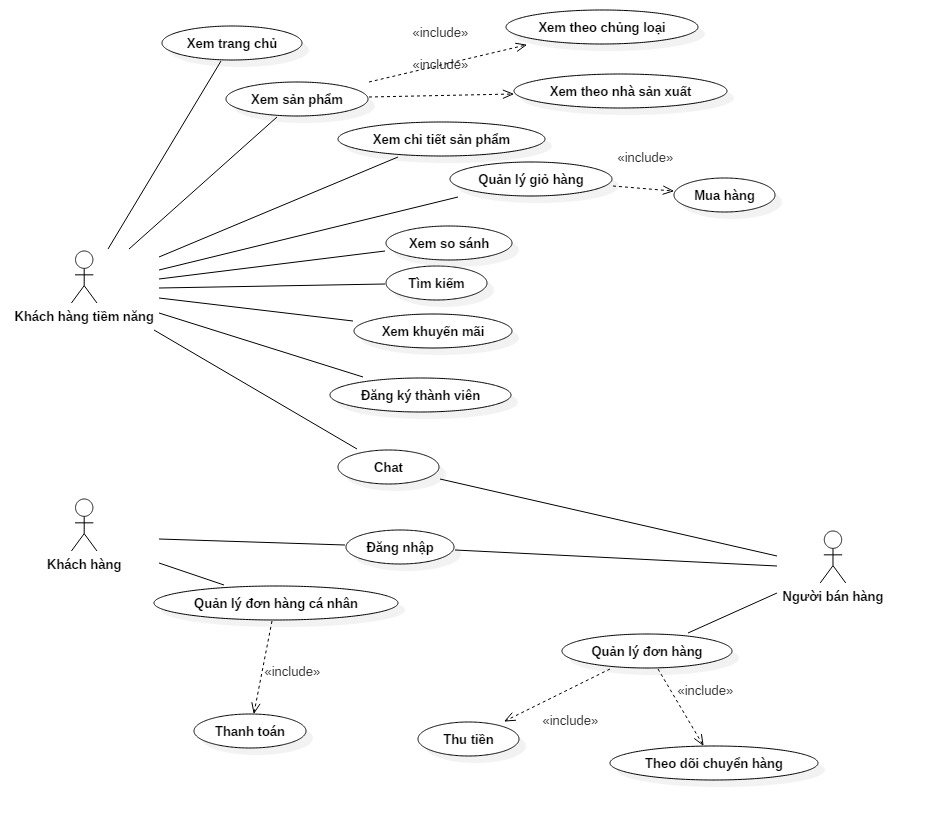 «include»
Xem theo chủng loại
Xem trang chủ
«include»
Xem sản phẩm
Xem theo nhà sản xuất
Xem chi tiết sản phẩm
«include»
Quản lý giỏ hàng
Mua hàng
Xem so sánh
Tìm kiếm
Khách hàng tiềm năng
Xem khuyến mãi
Đăng ký thành viên
Chat
Khách hàng
Đăng nhập
Người bán hàng
Quản lý đơn hàng cá nhân
Quản lý đơn hàng
«include»
«include»
«include»
Thanh toán
Thu tiền
Theo dõi chuyển hàng